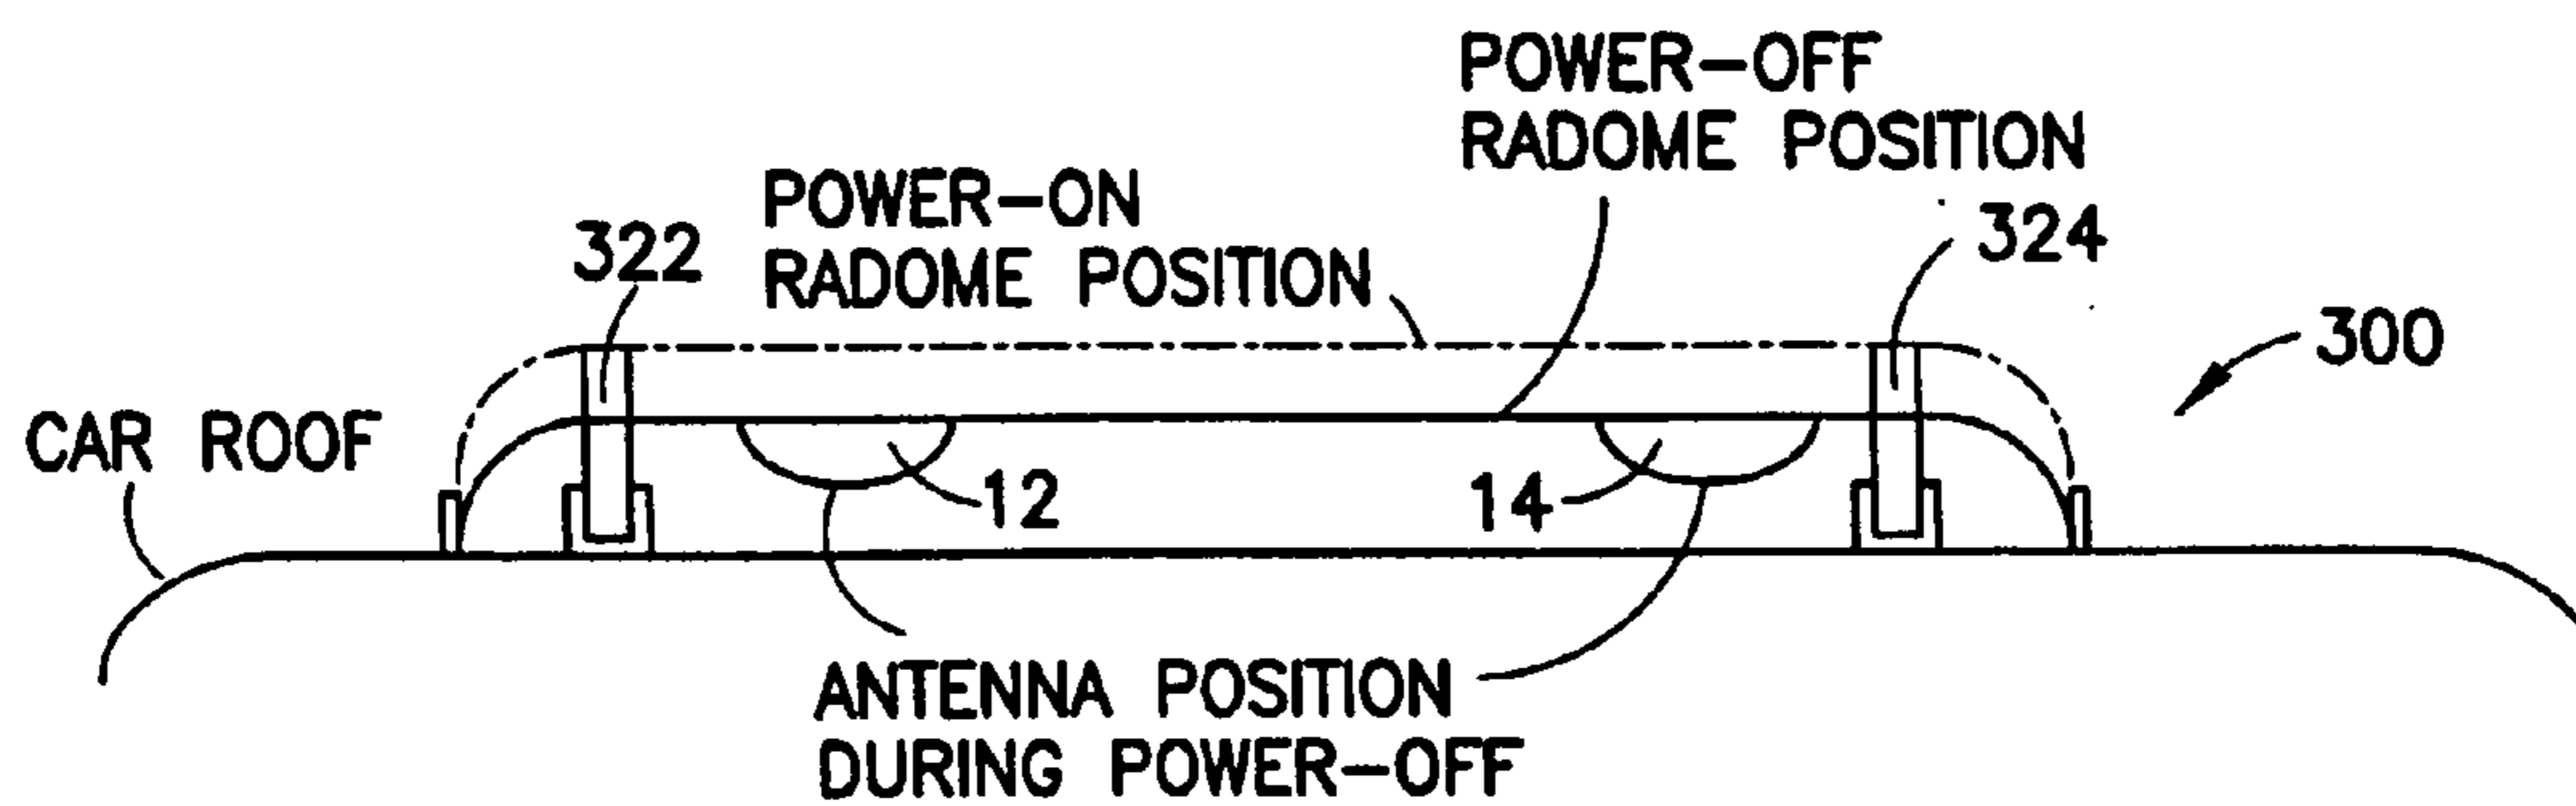 POWER-OFF
RADOME POSITION
POWER-ON
RADOME POSITION
322
324
300
CAR ROOF
12
14
ANTENNA POSITION
DURING POWER-OFF